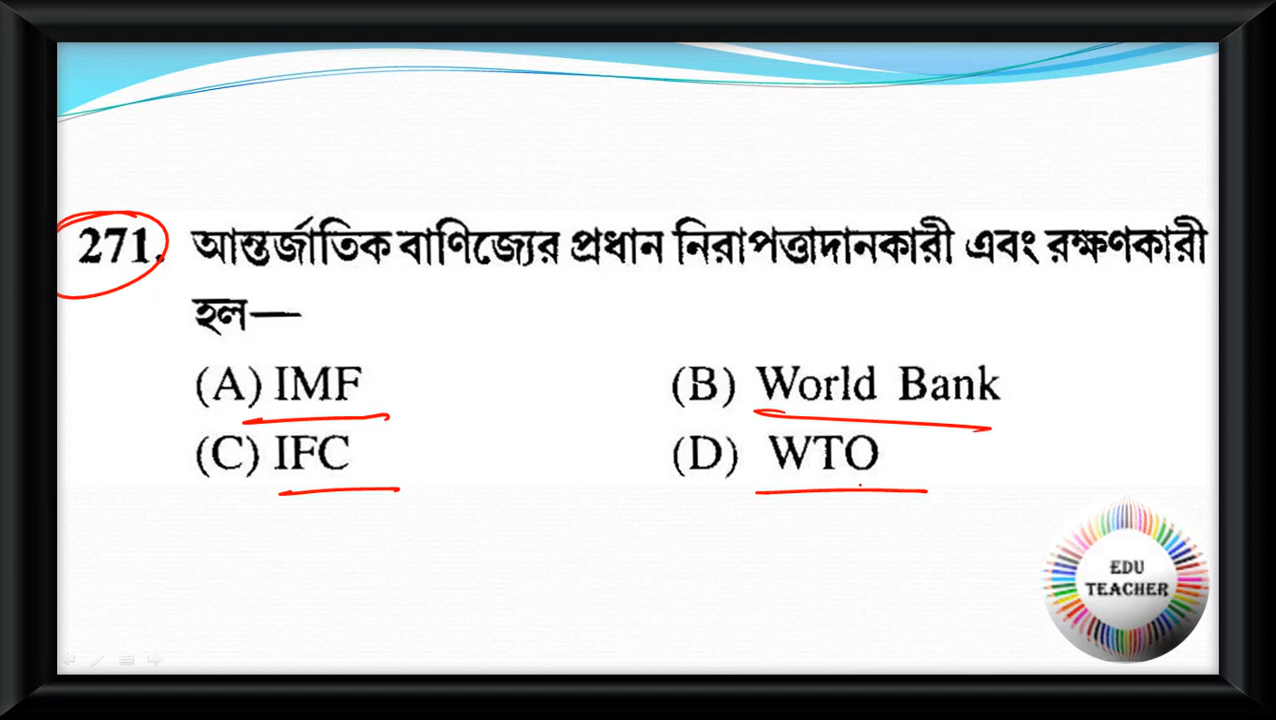 271. আন্তর্জাতিক বাণিজ্যের প্রধান নিরাপত্তাদানকারী এবং রক্ষণকারী
হল—
(A) IMF (B) World Bank
(C) IFC (D) WTO
EDU
TEACHER